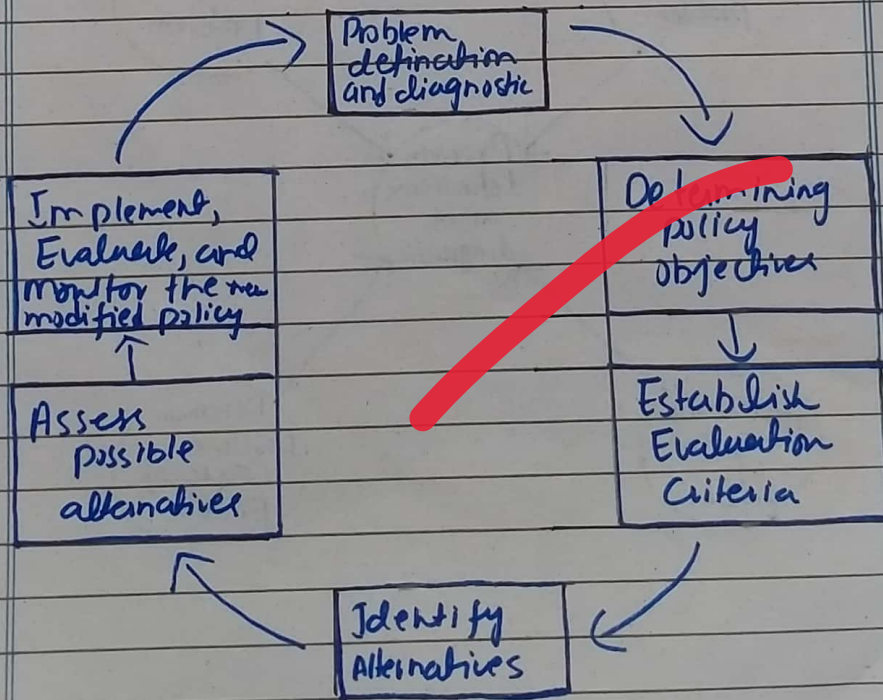 Problem
defination
and diagnostic
Determining
policy
objectives
Establish
Evaluation
Criteria
Identify
Alternatives
Assess
possible
alternatives
Implement,
Evaluate, and
monitor the
modified policy